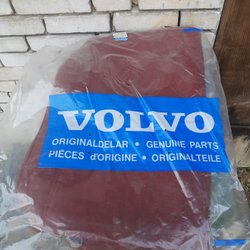 VOLVO
ORIGINALDELAR • GENUINE PARTS
PIÈCES d'ORIGINE • ORIGINALTEILE